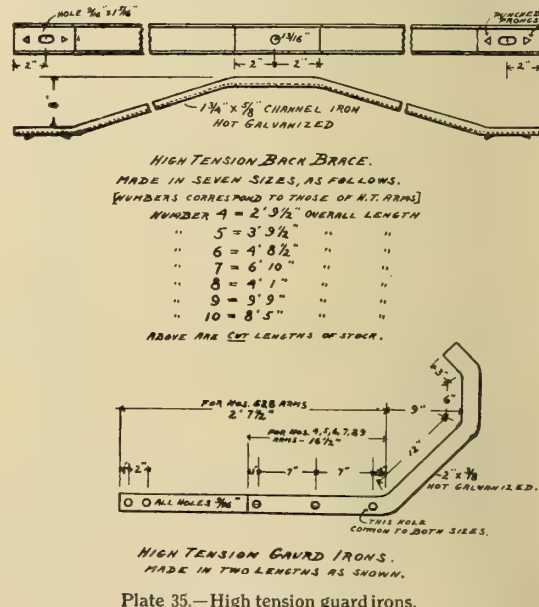 HOLE 9/16" x 1 5/16"
PUNCHED
PRONGS
13/16"
2" 2" 2" 2"
1 3/4" x 5/8" CHANNEL IRON
HOT GALVANIZED
HIGH TENSION BACK BRACE.
MADE IN SEVEN SIZES, AS FOLLOWS.
[NUMBERS CORRESPOND TO THOSE OF H.T. ARMS]
NUMBER 4 = 2' 9 1/2" OVERALL LENGTH
" 5 = 3' 9 1/2" " "
" 6 = 4' 8 1/2" " "
" 7 = 6' 10" " "
" 8 = 4' 1" " "
" 9 = 9' 9" " "
" 10 = 8' 5" " "
ABOVE ARE CUT LENGTHS OF STOCK.
3"
FOR NOS. 6&8 ARMS
2' 7 1/2"
9" 6"
FOR NOS. 4,5,6,7,8,9
ARMS - 16 1/2"
12"
2" 7" 7"
2" x 3/8
HOT GALVANIZED.
ALL HOLES 9/16"
THIS HOLE
COMMON TO BOTH SIZES.
HIGH TENSION GAURD IRONS.
MADE IN TWO LENGTHS AS SHOWN.
Plate 35.—High tension guard irons.